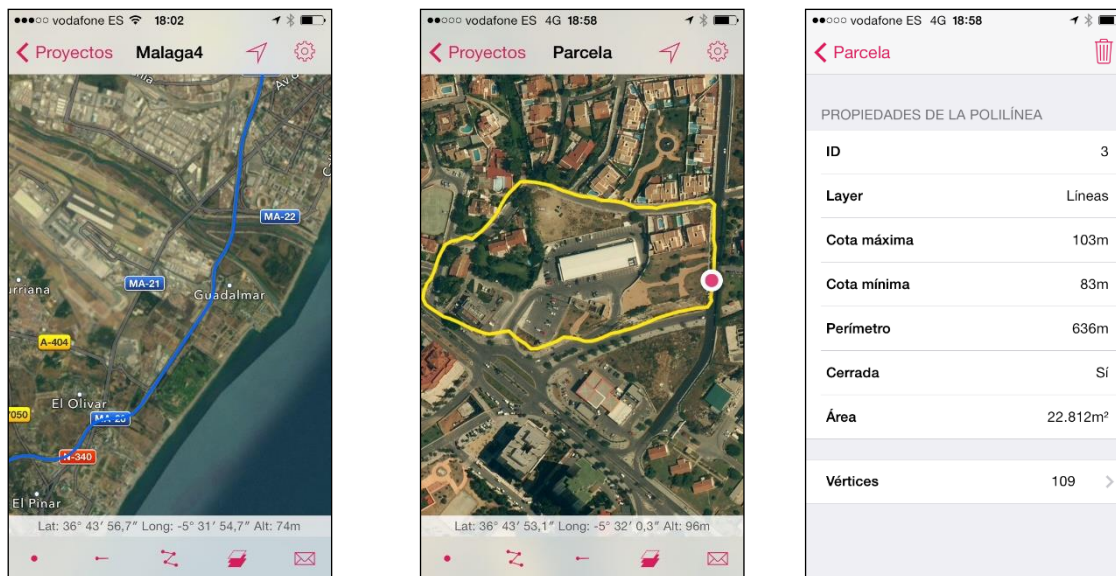 vodafone ES 18:02
Proyectos Malaga4
MA-22
MA-21
Guadalmar
A-404
El Olivar
N-340
El Pinar
Lat: 36° 43' 56,7" Long: -5° 31' 54,7" Alt: 74m
vodafone ES 4G 18:58
Proyectos Parcela
Lat: 36° 43' 53,1" Long: -5° 32' 0,3" Alt: 96m
vodafone ES 4G 18:58
Parcela
PROPIEDADES DE LA POLILÍNEA
ID 3
Layer Líneas
Cota máxima 103m
Cota mínima 83m
Perímetro 636m
Cerrada Sí
Área 22.812m²
Vértices 109